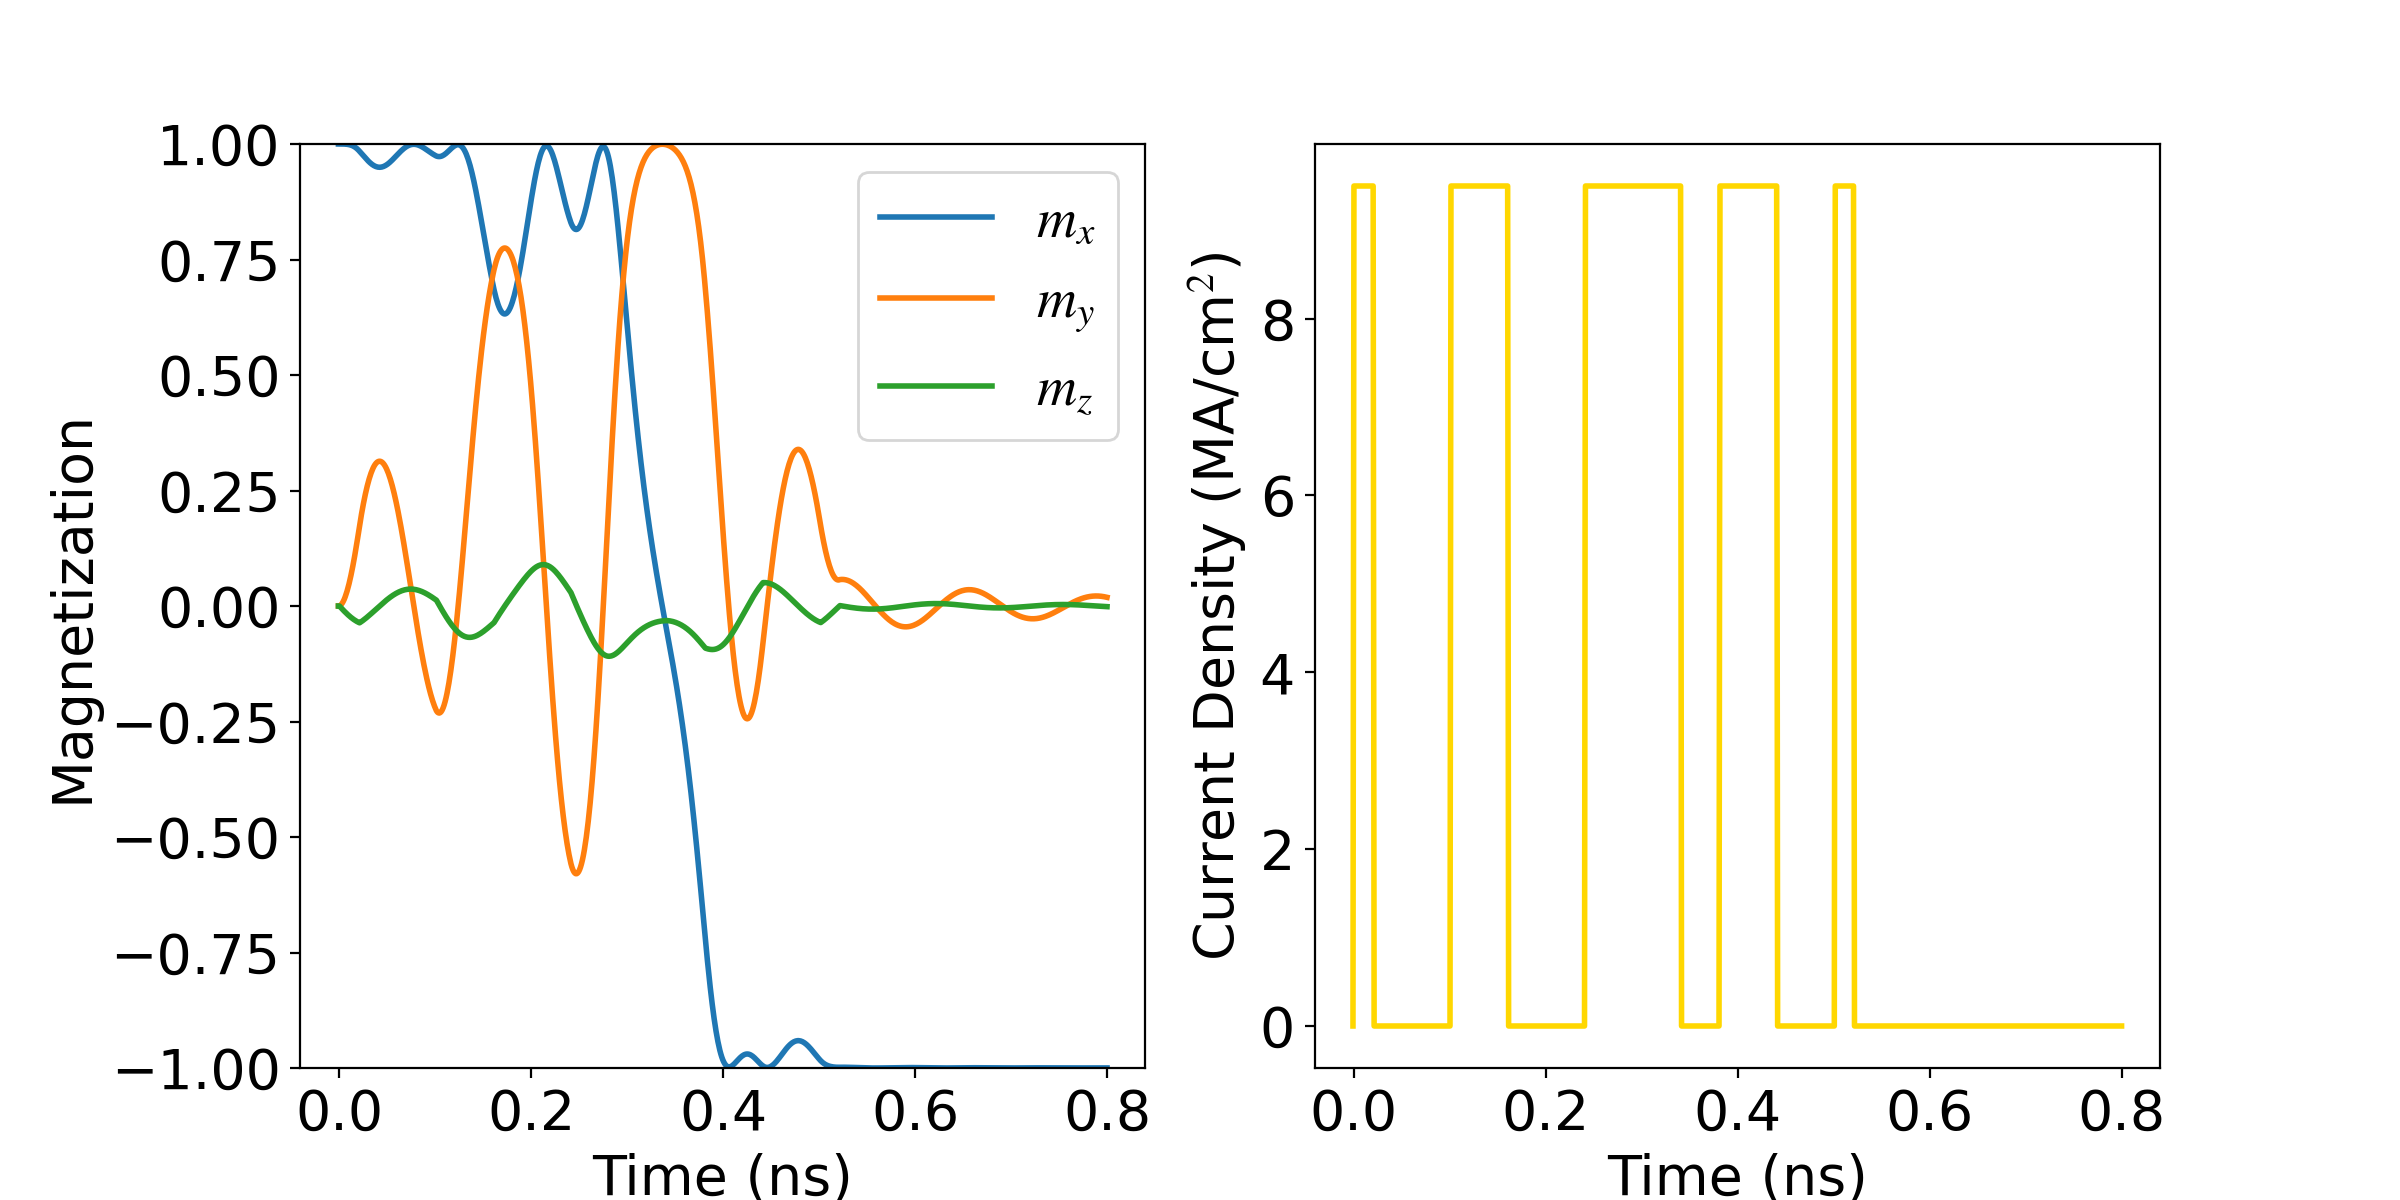 1.00
0.75
0.50
0.25
0.00
−0.25
−0.50
−0.75
−1.00
Magnetization
0.0 0.2 0.4 0.6 0.8
Time (ns)
m_x
m_y
m_z
8
6
4
2
0
Current Density (MA/cm²)
0.0 0.2 0.4 0.6 0.8
Time (ns)